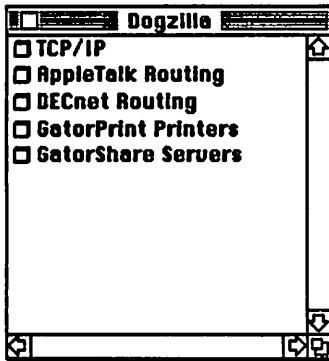 Dogzilla
TCP/IP
AppleTalk Routing
DECnet Routing
GatorPrint Printers
GatorShare Servers